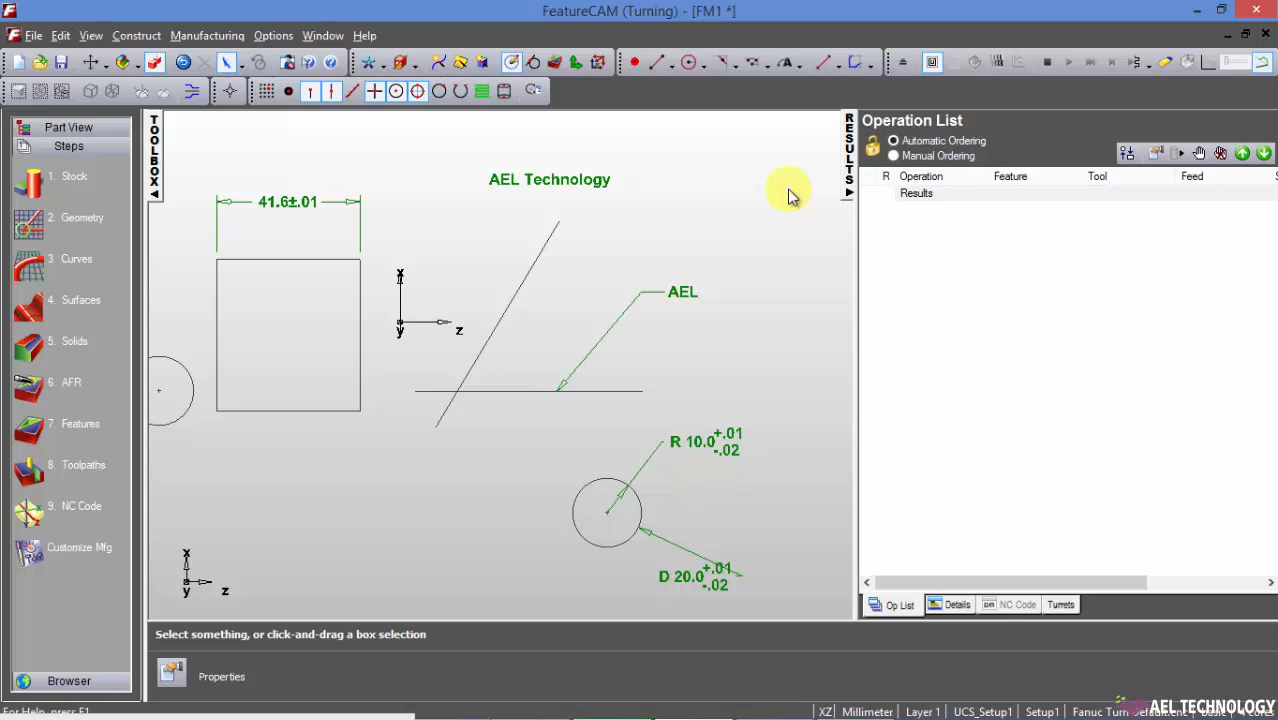 FeatureCAM (Turning) - [FM1 *]
File Edit View Construct Manufacturing Options Window Help
Part View
Steps
1. Stock
2. Geometry
3. Curves
4. Surfaces
5. Solids
6. AFR
7. Features
8. Toolpaths
9. NC Code
Customize Mfg.
Browser
TOOLBOX
AEL Technology
41.6±.01
x
z
y
AEL
R 10.0 +.01
-.02
D 20.0 +.01
-.02
x
y z
RESULTS
Operation List
Automatic Ordering
Manual Ordering
R Operation Feature Tool Feed S
Results
Op List Details NC Code Turrets
Select something, or click-and-drag a box selection
Properties
For Help, press F1
XZ Millimeter Layer 1 UCS_Setup1 Setup1
AEL TECHNOLOGY